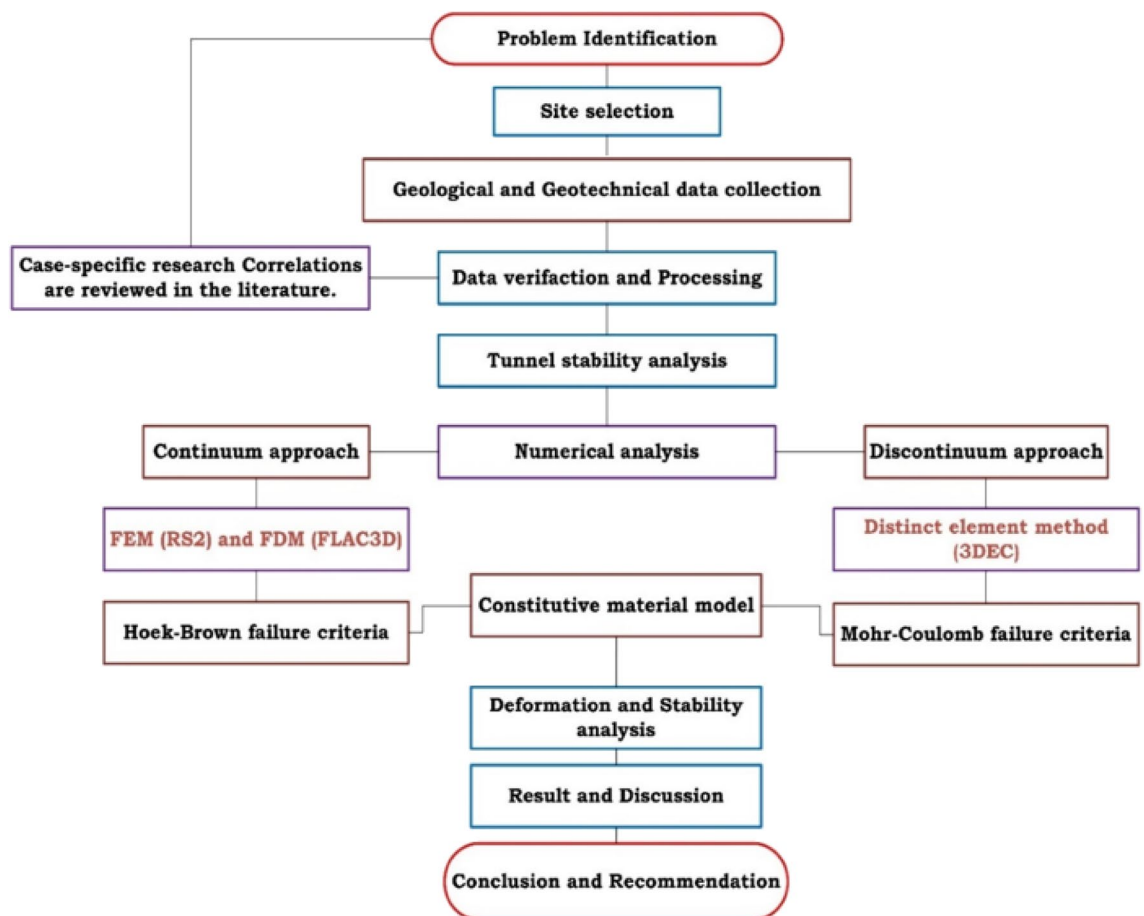 Problem Identification
Site selection
Geological and Geotechnical data collection
Case-specific research Correlations
are reviewed in the literature.
Data verifaction and Processing
Tunnel stability analysis
Continuum approach
Numerical analysis
Discontinuum approach
FEM (RS2) and FDM (FLAC3D)
Distinct element method
(3DEC)
Constitutive material model
Hoek-Brown failure criteria
Mohr-Coulomb failure criteria
Deformation and Stability
analysis
Result and Discussion
Conclusion and Recommendation